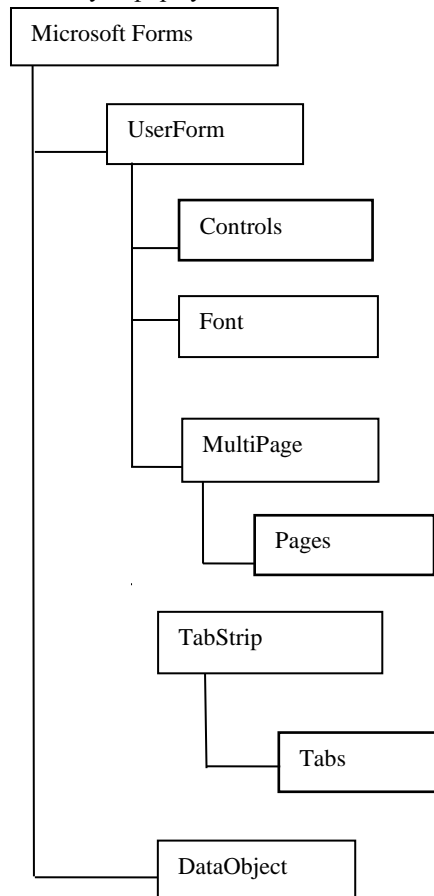 Microsoft Forms
UserForm
Controls
Font
MultiPage
Pages
TabStrip
Tabs
DataObject